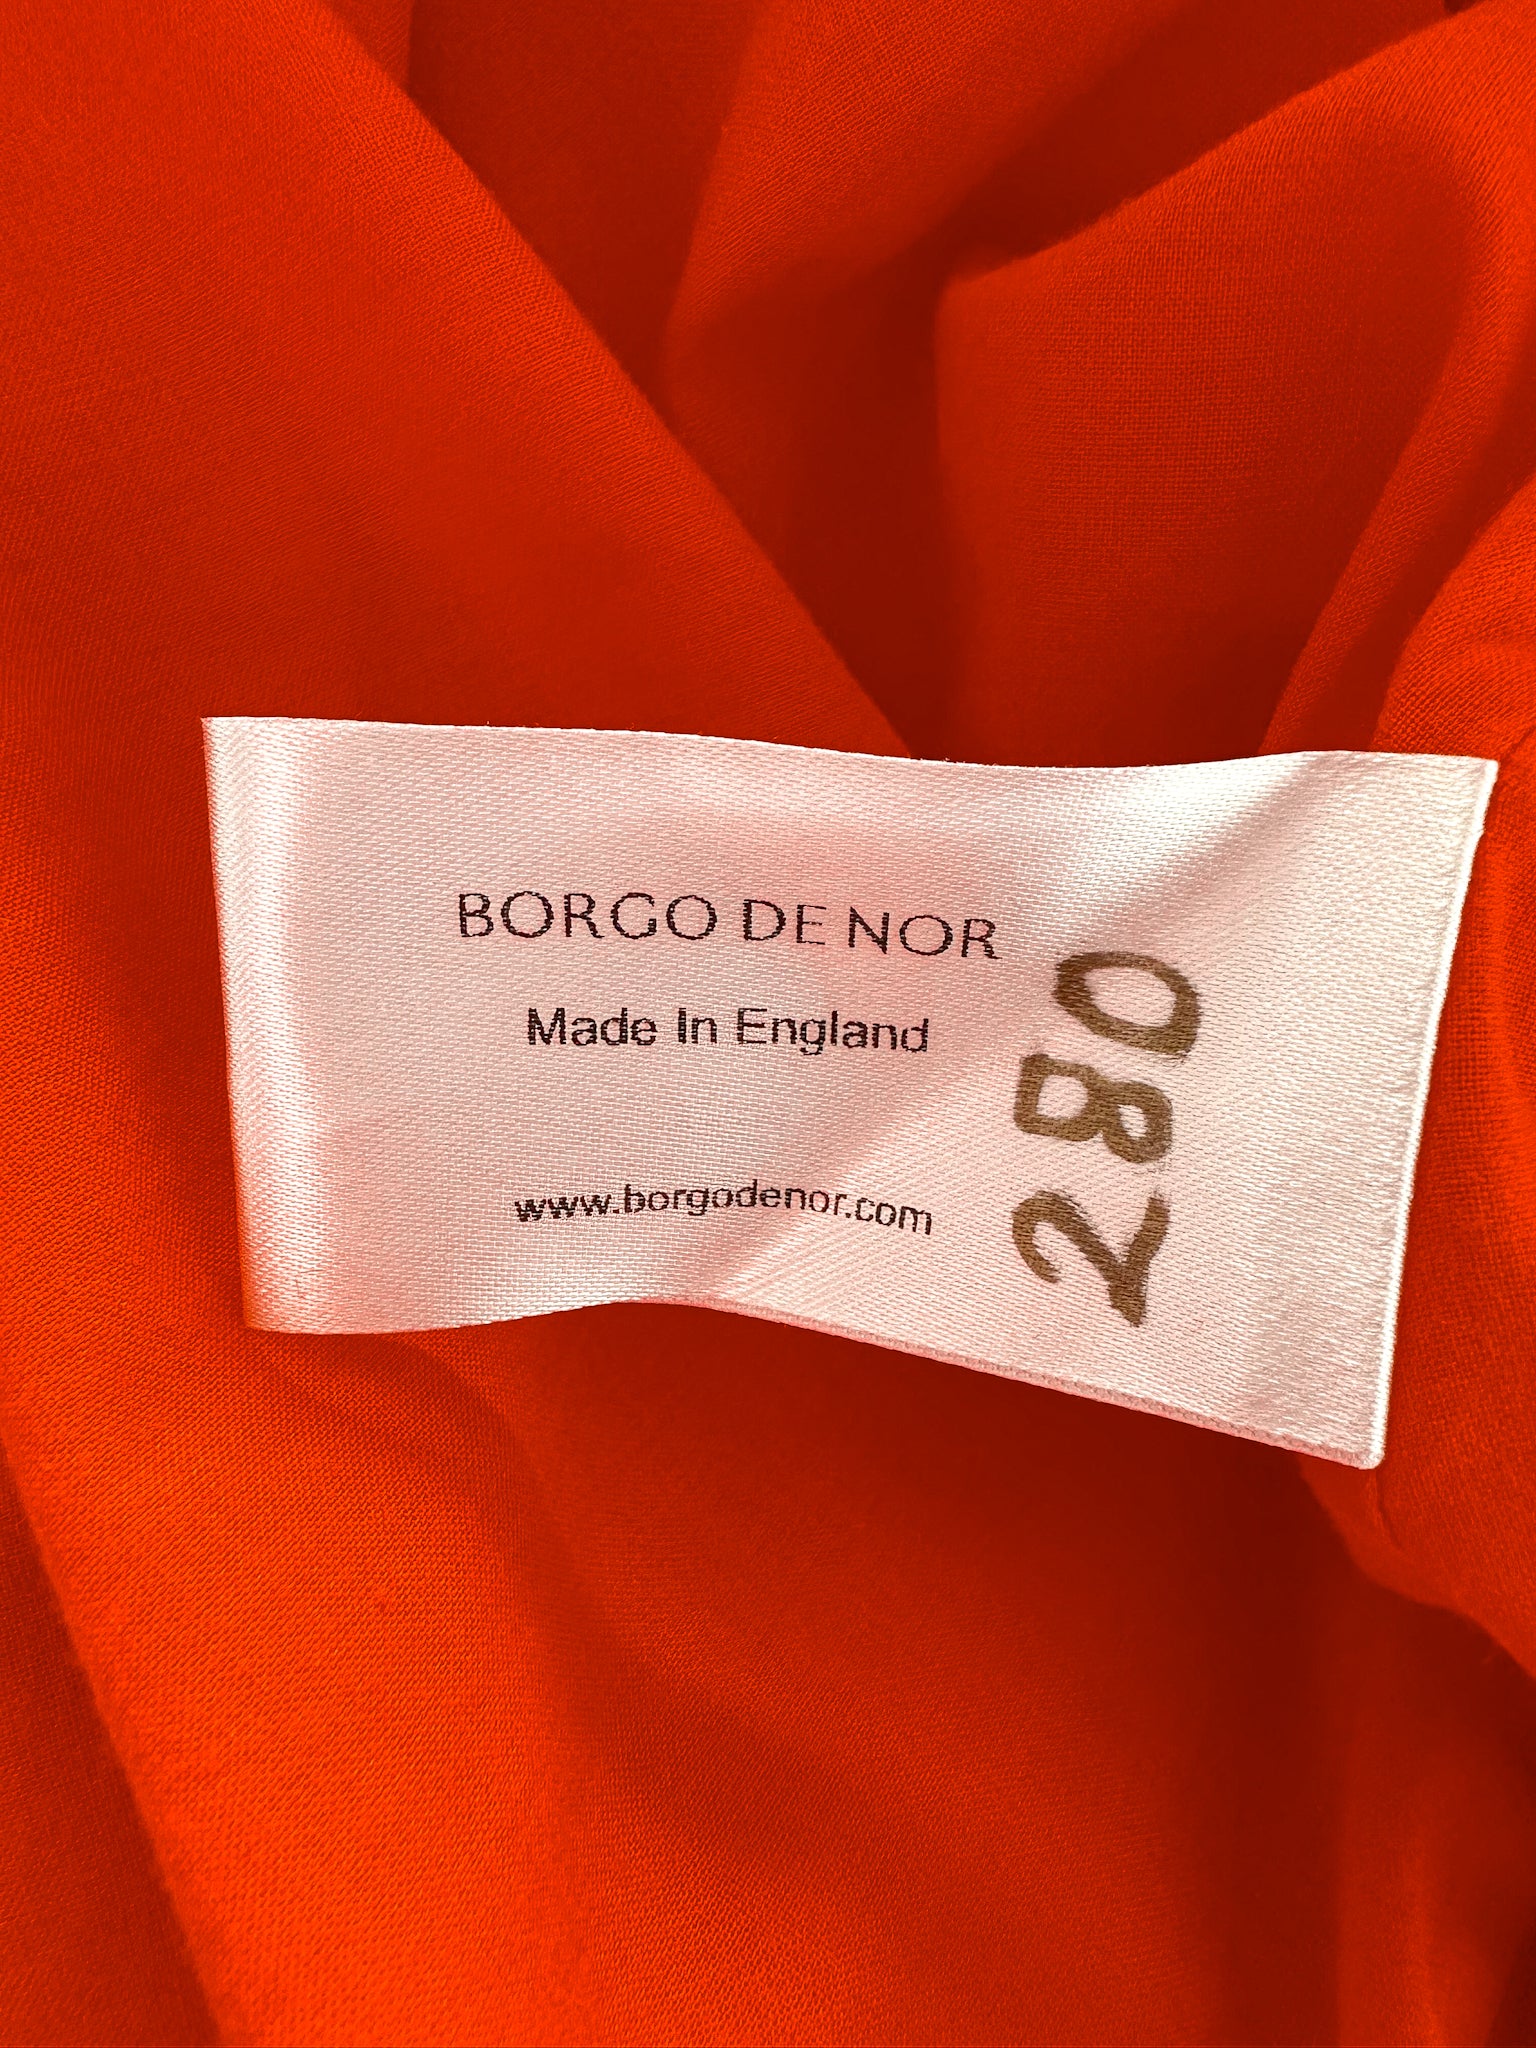 BORGO DE NOR
Made In England
www.borgodenor.com
280